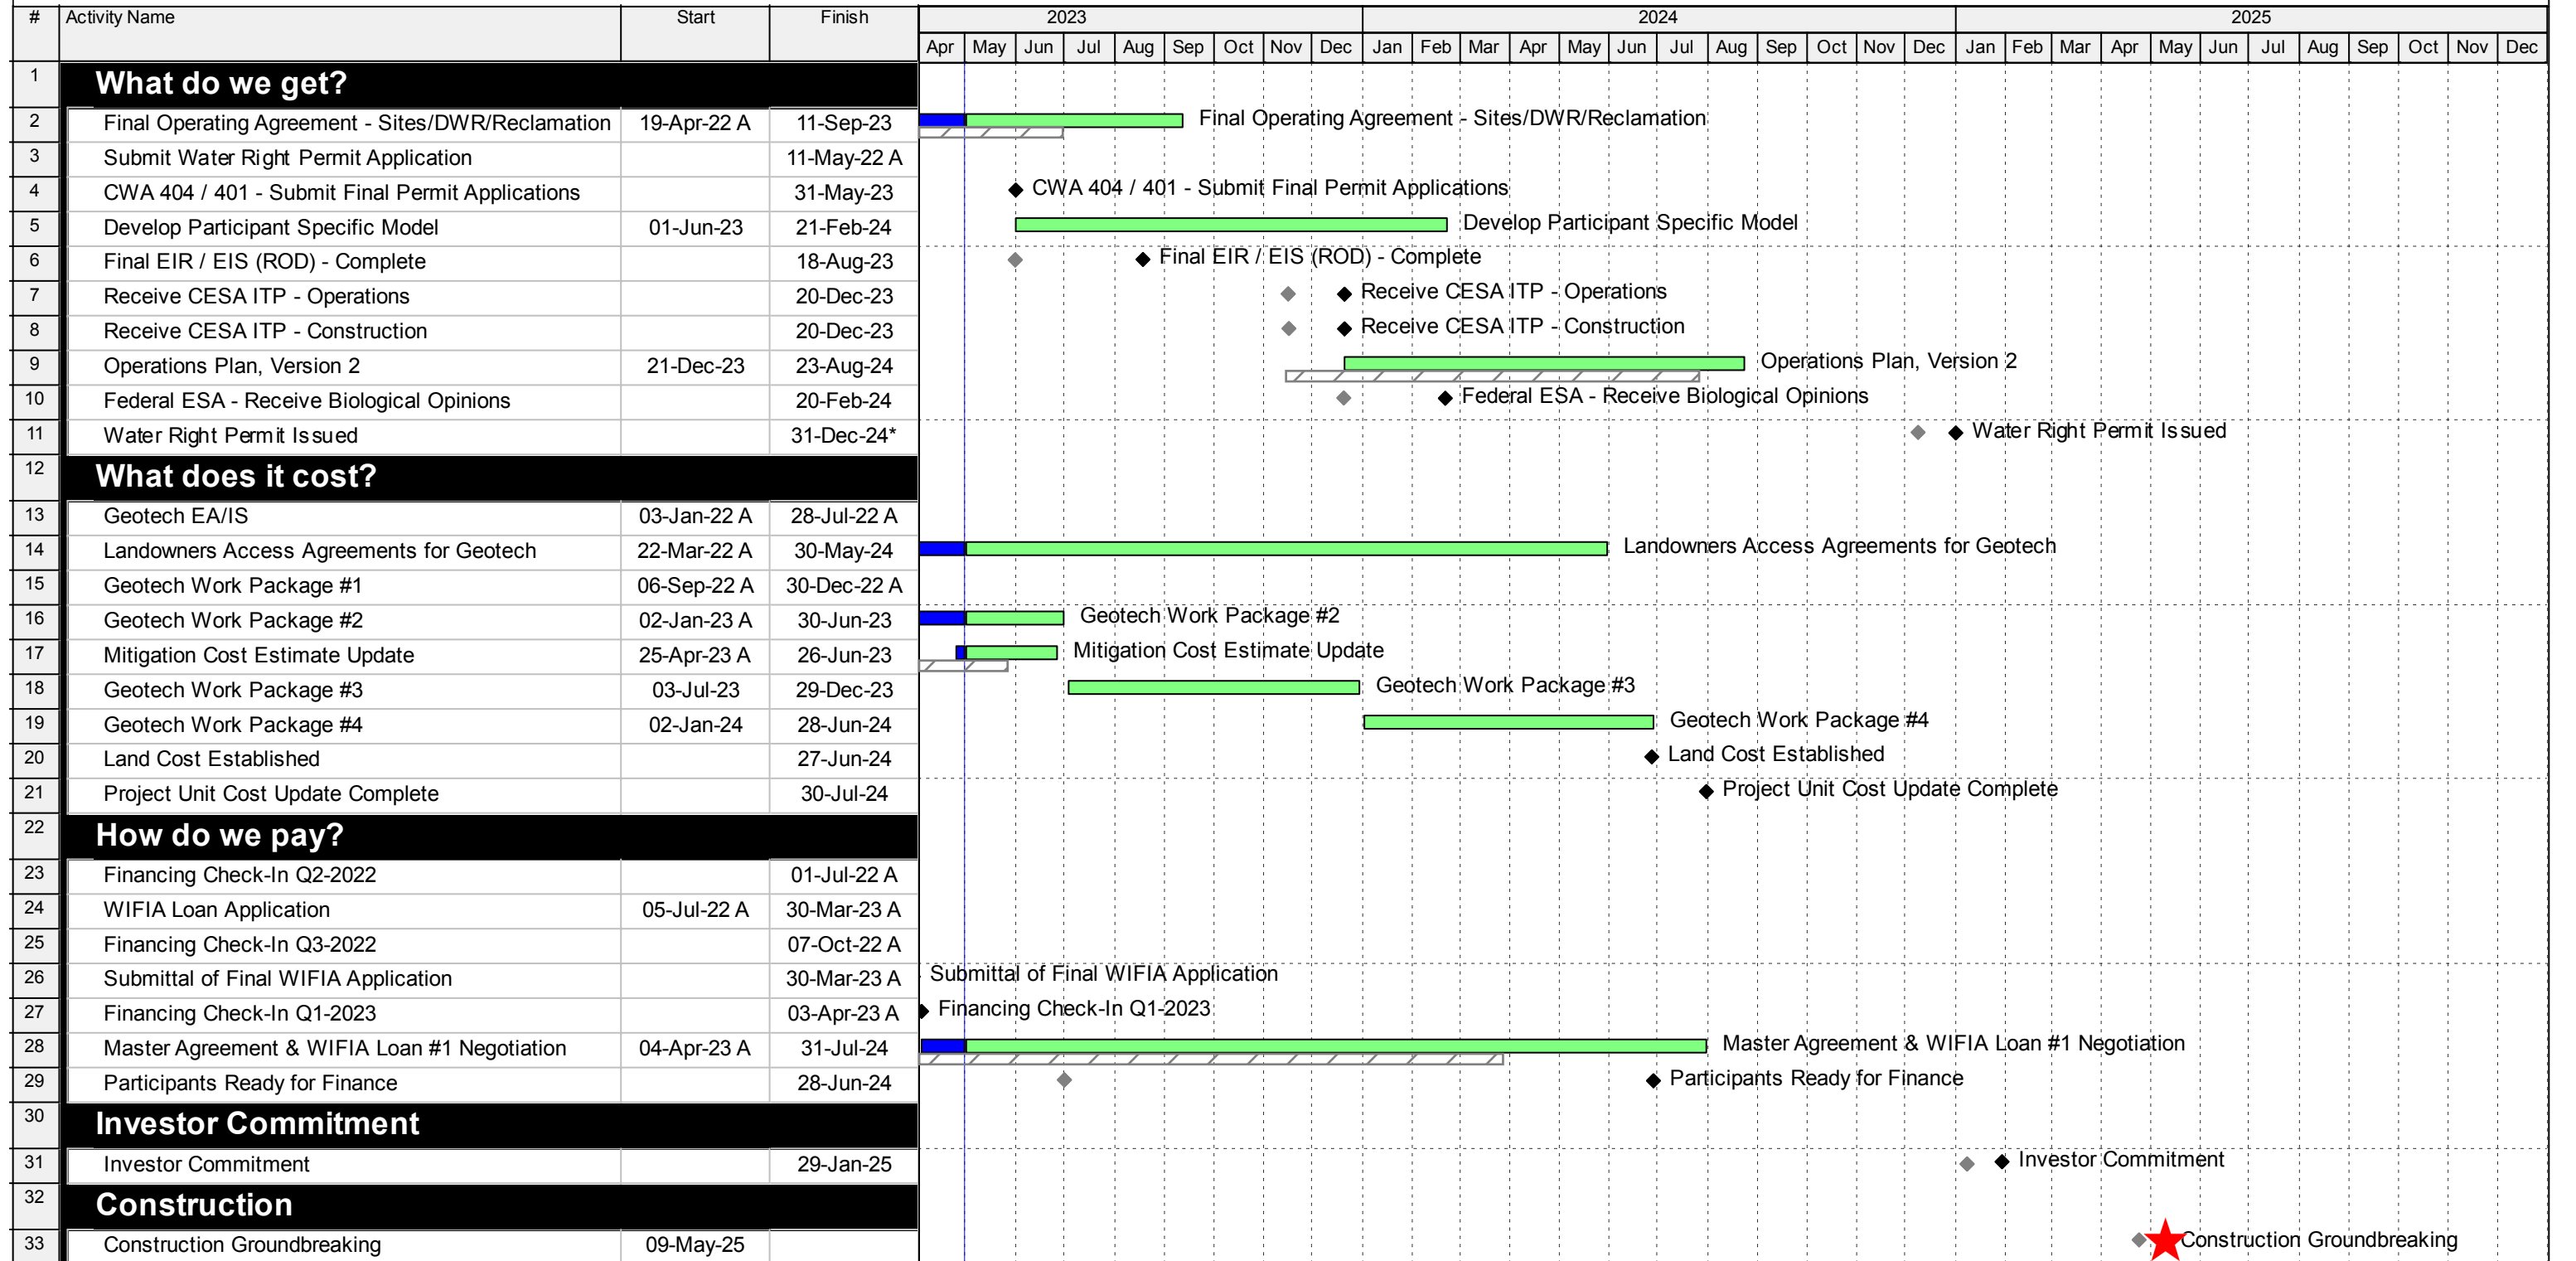 # Activity Name Start Finish 2023 2024 2025
Apr May Jun Jul Aug Sep Oct Nov Dec Jan Feb Mar Apr May Jun Jul Aug Sep Oct Nov Dec Jan Feb Mar Apr May Jun Jul Aug Sep Oct Nov Dec
1 What do we get?
2 Final Operating Agreement - Sites/DWR/Reclamation 19-Apr-22 A 11-Sep-23 Final Operating Agreement - Sites/DWR/Reclamation
3 Submit Water Right Permit Application 11-May-22 A
4 CWA 404 / 401 - Submit Final Permit Applications 31-May-23 CWA 404 / 401 - Submit Final Permit Applications
5 Develop Participant Specific Model 01-Jun-23 21-Feb-24 Develop Participant Specific Model
6 Final EIR / EIS (ROD) - Complete 18-Aug-23 Final EIR / EIS (ROD) - Complete
7 Receive CESA ITP - Operations 20-Dec-23 Receive CESA ITP - Operations
8 Receive CESA ITP - Construction 20-Dec-23 Receive CESA ITP - Construction
9 Operations Plan, Version 2 21-Dec-23 23-Aug-24 Operations Plan, Version 2
10 Federal ESA - Receive Biological Opinions 20-Feb-24 Federal ESA - Receive Biological Opinions
11 Water Right Permit Issued 31-Dec-24* Water Right Permit Issued
12 What does it cost?
13 Geotech EA/IS 03-Jan-22 A 28-Jul-22 A
14 Landowners Access Agreements for Geotech 22-Mar-22 A 30-May-24 Landowners Access Agreements for Geotech
15 Geotech Work Package #1 06-Sep-22 A 30-Dec-22 A
16 Geotech Work Package #2 02-Jan-23 A 30-Jun-23 Geotech Work Package #2
17 Mitigation Cost Estimate Update 25-Apr-23 A 26-Jun-23 Mitigation Cost Estimate Update
18 Geotech Work Package #3 03-Jul-23 29-Dec-23 Geotech Work Package #3
19 Geotech Work Package #4 02-Jan-24 28-Jun-24 Geotech Work Package #4
20 Land Cost Established 27-Jun-24 Land Cost Established
21 Project Unit Cost Update Complete 30-Jul-24 Project Unit Cost Update Complete
22 How do we pay?
23 Financing Check-In Q2-2022 01-Jul-22 A
24 WIFIA Loan Application 05-Jul-22 A 30-Mar-23 A
25 Financing Check-In Q3-2022 07-Oct-22 A
26 Submittal of Final WIFIA Application 30-Mar-23 A Submittal of Final WIFIA Application
27 Financing Check-In Q1-2023 03-Apr-23 A Financing Check-In Q1-2023
28 Master Agreement & WIFIA Loan #1 Negotiation 04-Apr-23 A 31-Jul-24 Master Agreement & WIFIA Loan #1 Negotiation
29 Participants Ready for Finance 28-Jun-24 Participants Ready for Finance
30 Investor Commitment
31 Investor Commitment 29-Jan-25 Investor Commitment
32 Construction
33 Construction Groundbreaking 09-May-25 Construction Groundbreaking